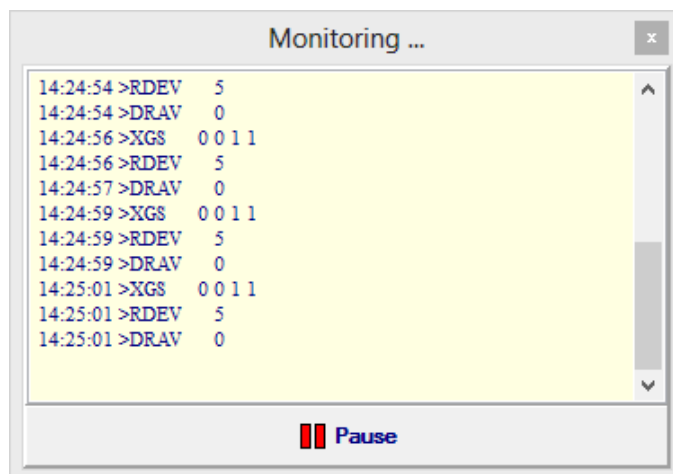 Monitoring ...
x
14:24:54 >RDEV 5
14:24:54 >DRAV 0
14:24:56 >XGS 0 0 1 1
14:24:56 >RDEV 5
14:24:57 >DRAV 0
14:24:59 >XGS 0 0 1 1
14:24:59 >RDEV 5
14:24:59 >DRAV 0
14:25:01 >XGS 0 0 1 1
14:25:01 >RDEV 5
14:25:01 >DRAV 0
Pause